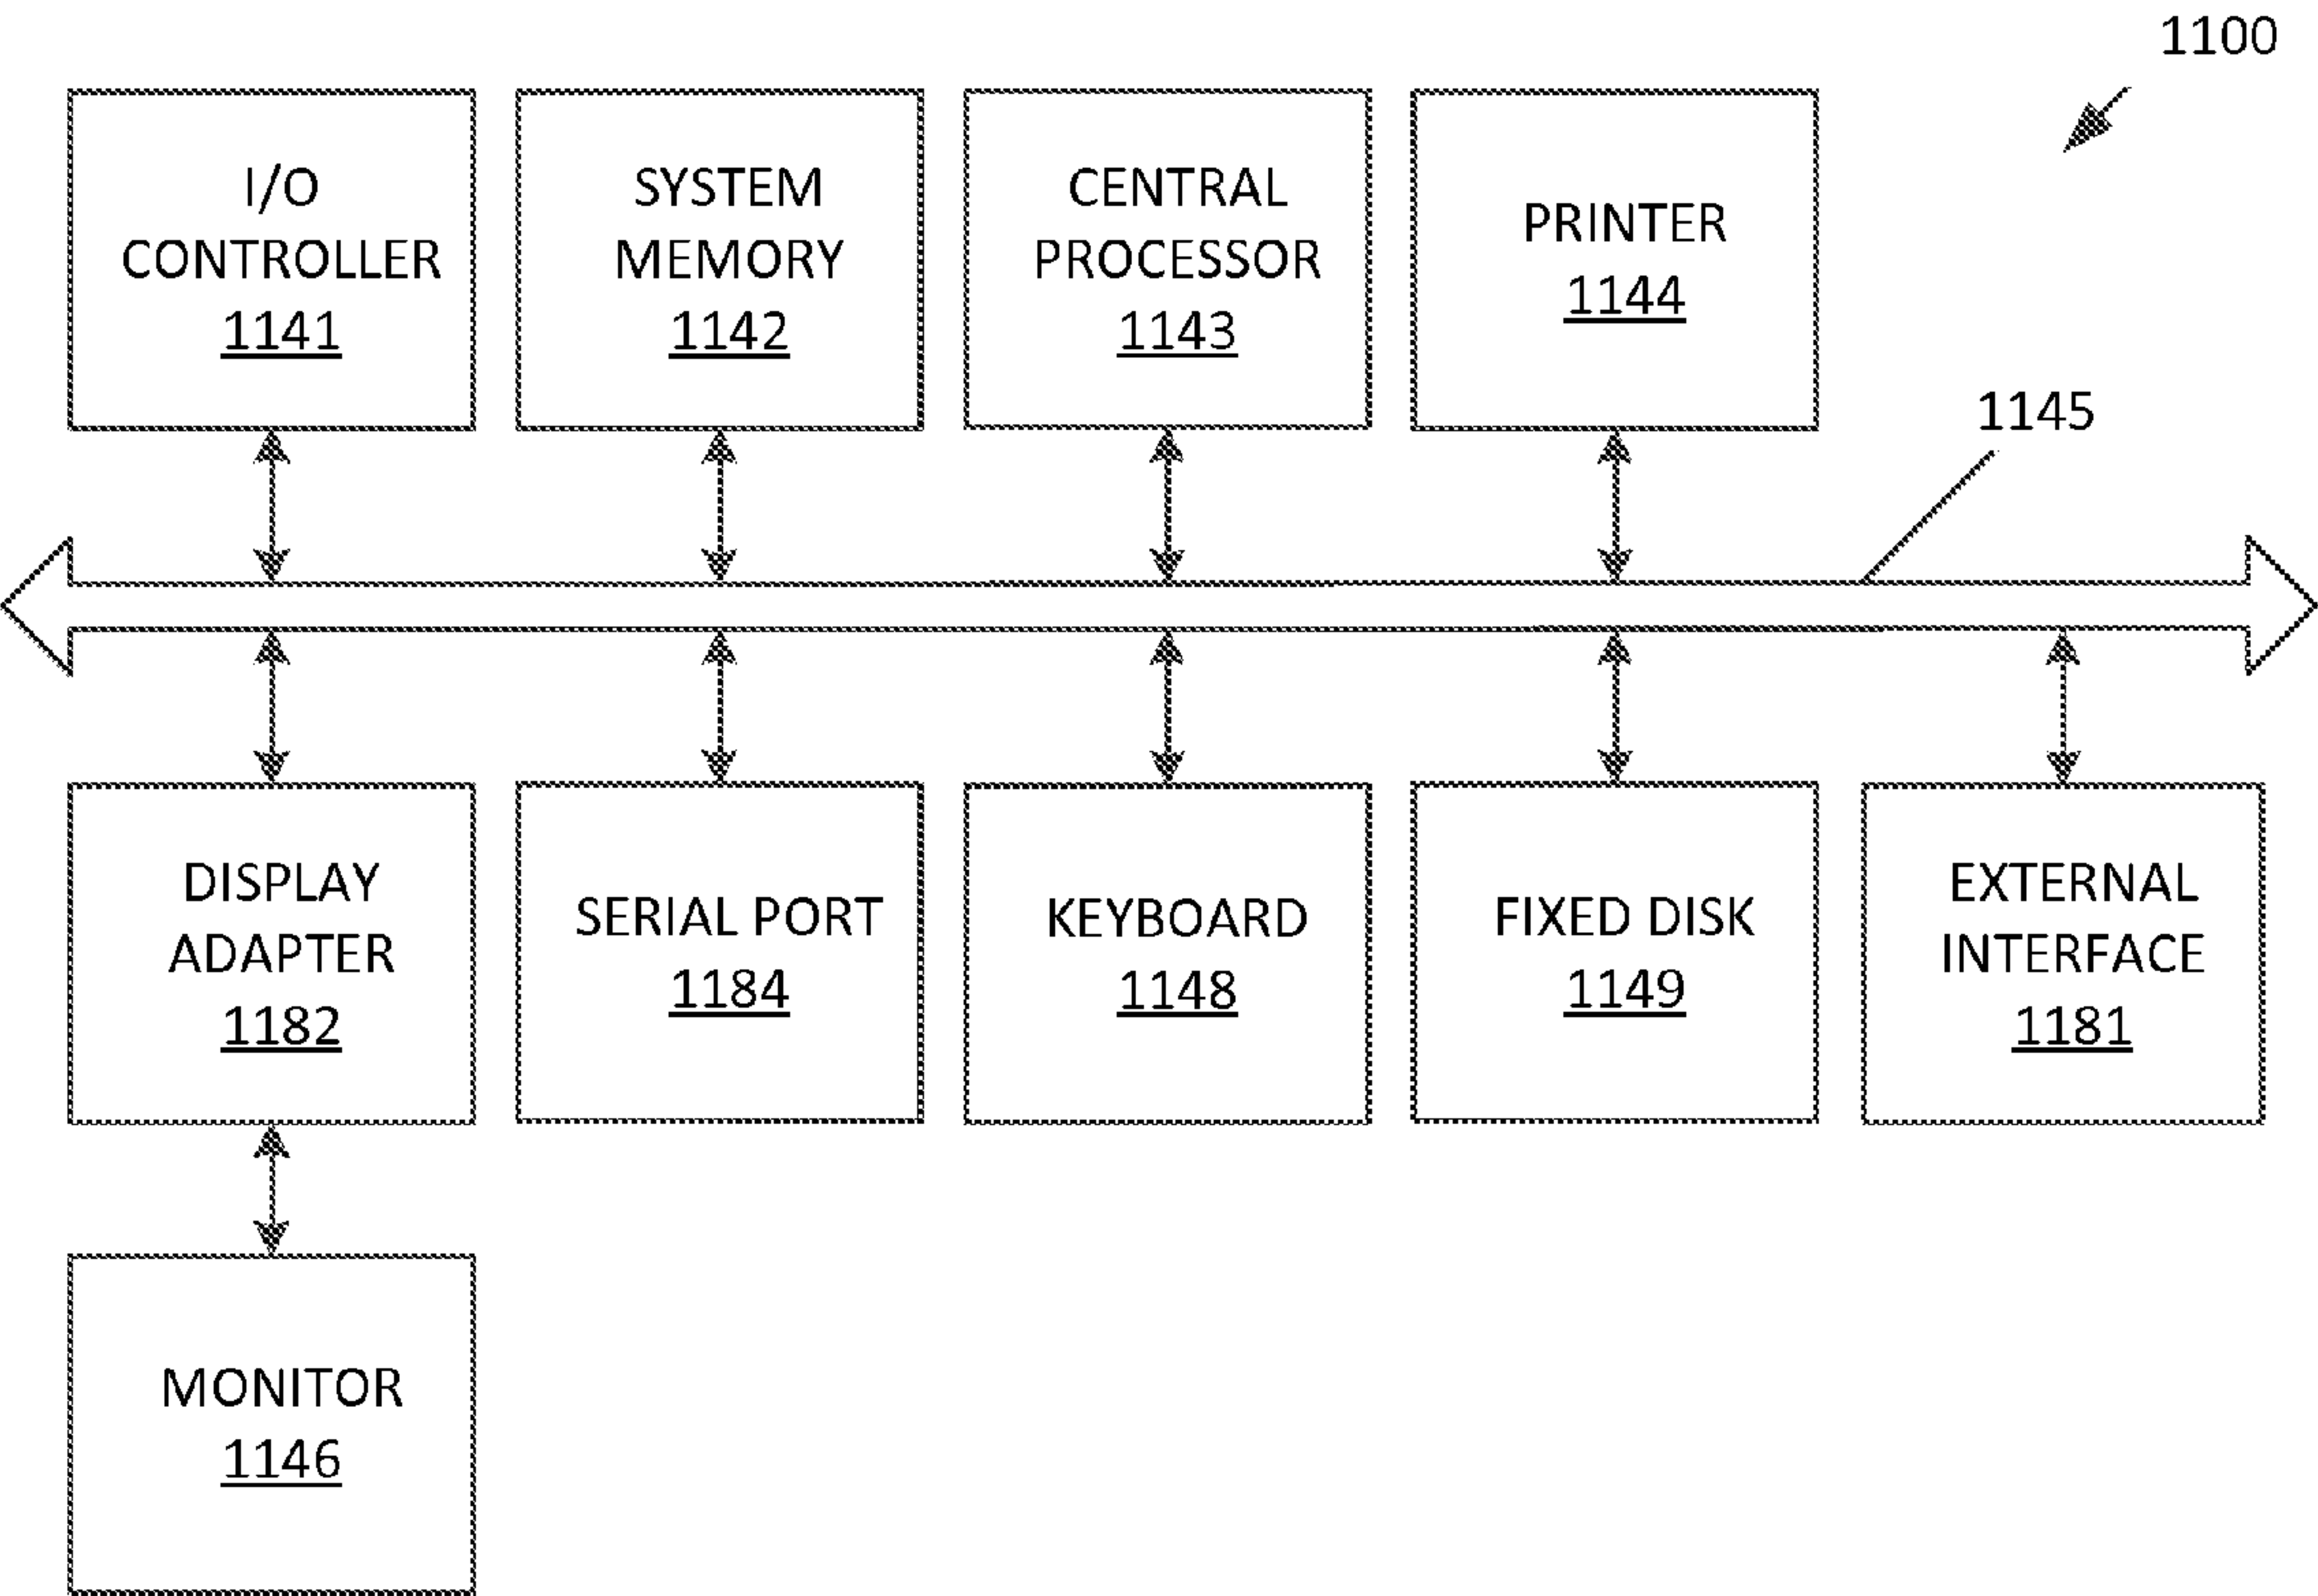 1100
I/O
CONTROLLER
1141
SYSTEM
MEMORY
1142
CENTRAL
PROCESSOR
1143
PRINTER
1144
1145
DISPLAY
ADAPTER
1182
SERIAL PORT
1184
KEYBOARD
1148
FIXED DISK
1149
EXTERNAL
INTERFACE
1181
MONITOR
1146